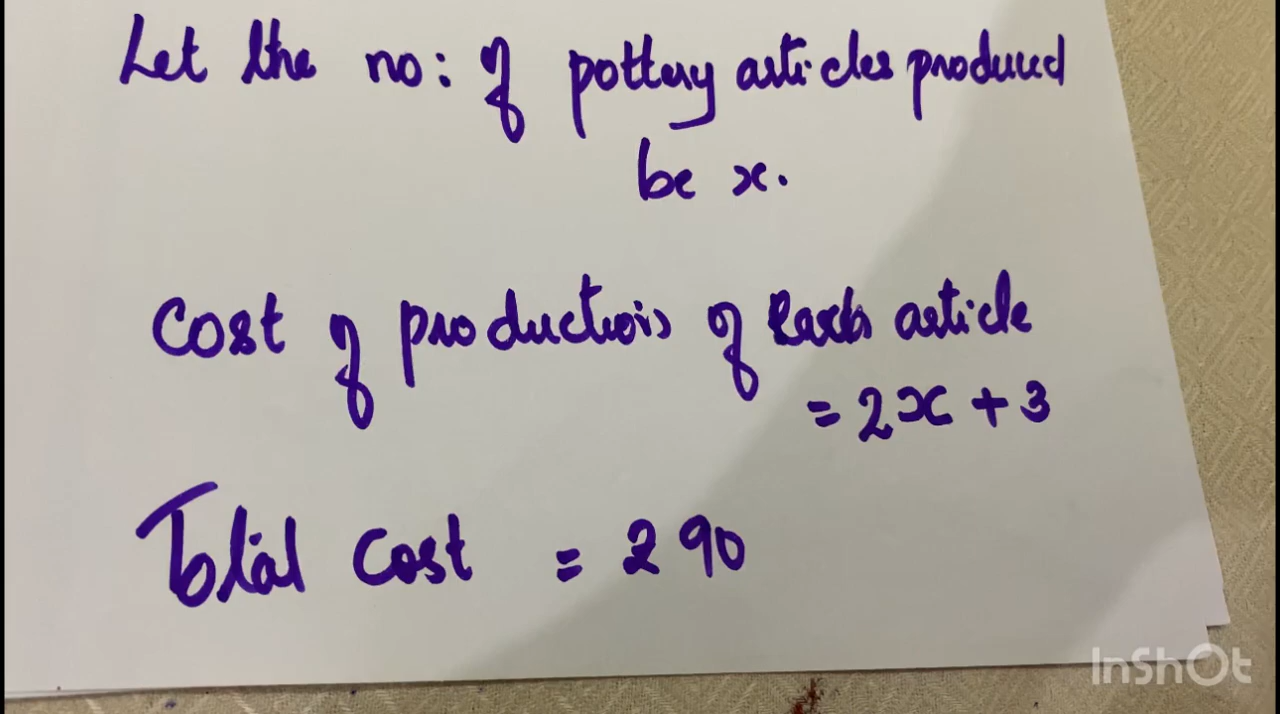 Let the no: of pottery articles produced
be x.
Cost of production of Each article
= 2x + 3
Total Cost = 290
InShOt